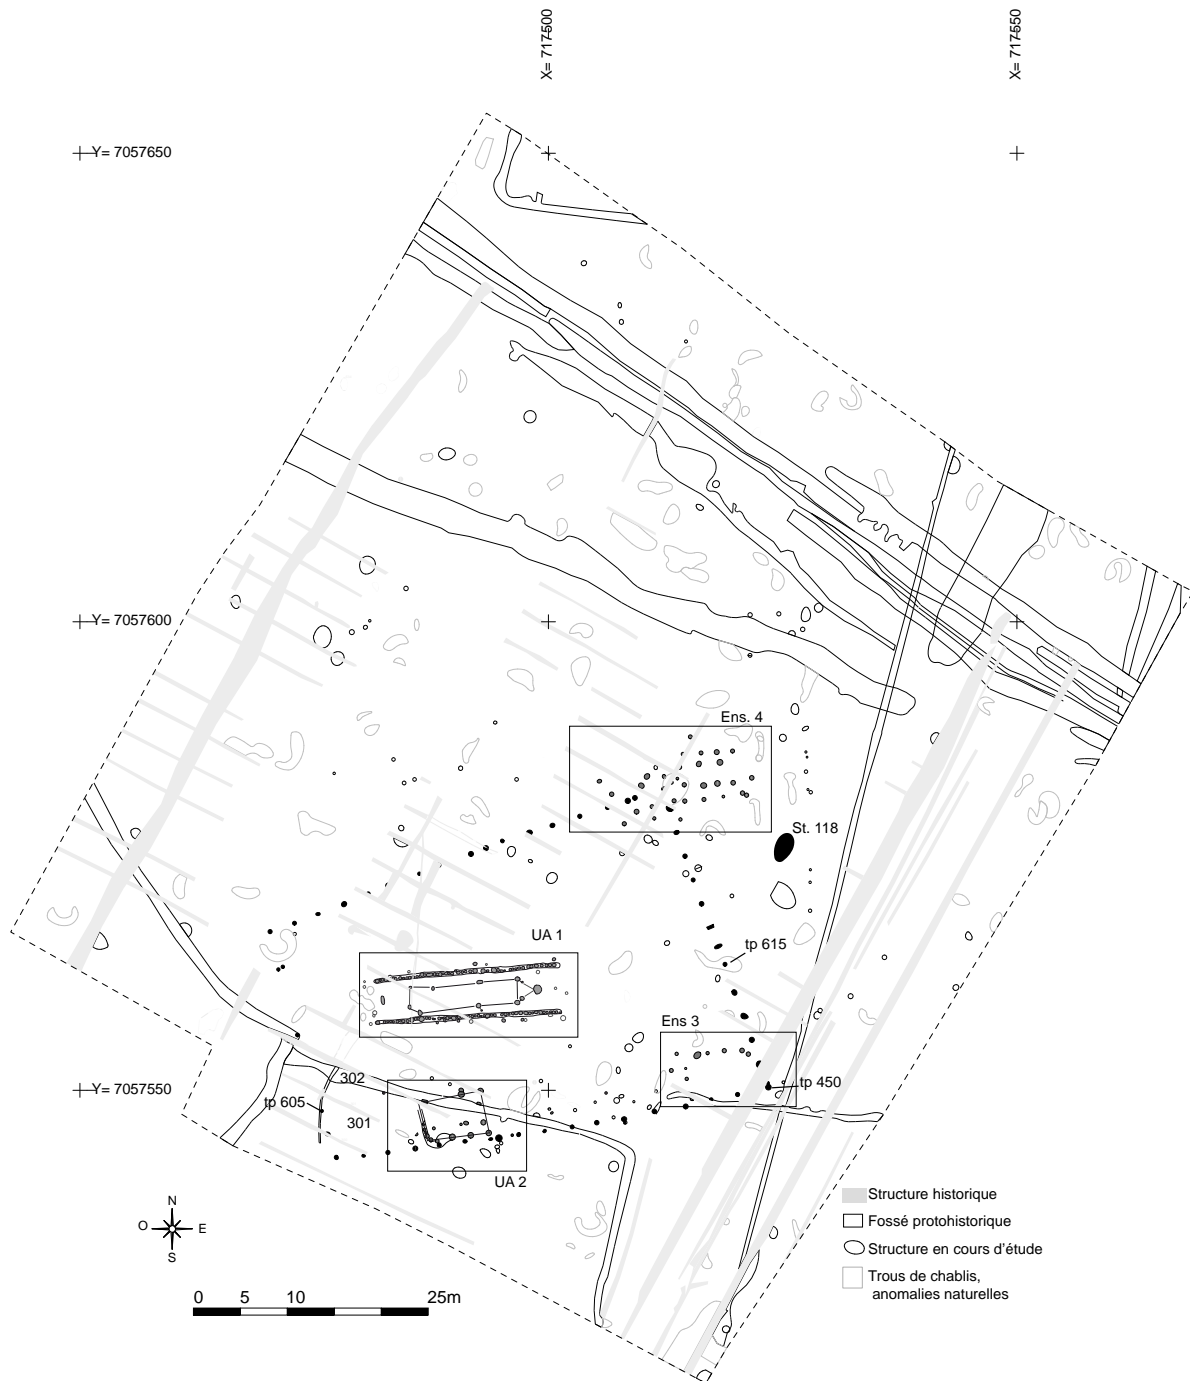 X= 717500
X= 717550
Y= 7057650
Y= 7057600
Ens. 4
St. 118
UA 1
tp 615
Ens 3
Y= 7057550
302
tp 450
tp 605
301
UA 2
N
O
E
S
0 5 10 25m
Structure historique
Fossé protohistorique
Structure en cours d'étude
Trous de chablis,
anomalies naturelles